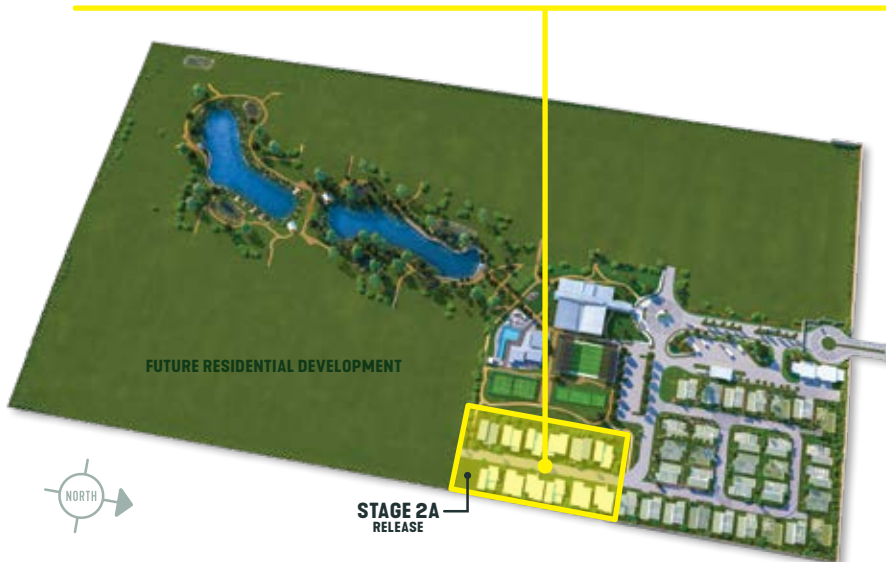 FUTURE RESIDENTIAL DEVELOPMENT
NORTH
STAGE 2A
RELEASE